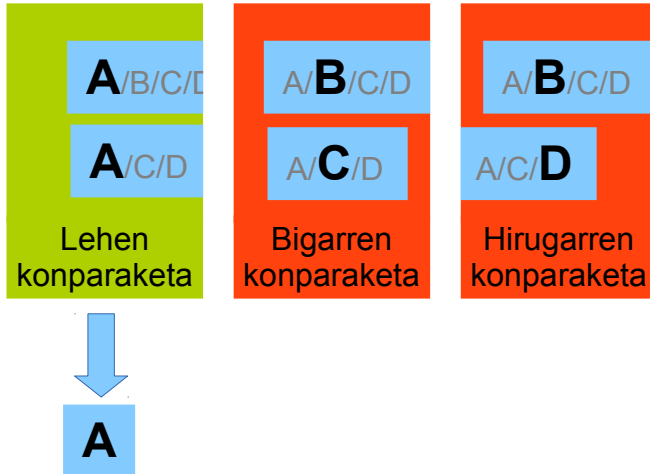 A/B/C/D
A/C/D
Lehen
konparaketa
A/B/C/D
A/C/D
Bigarren
konparaketa
A/B/C/D
A/C/D
Hirugarren
konparaketa
A